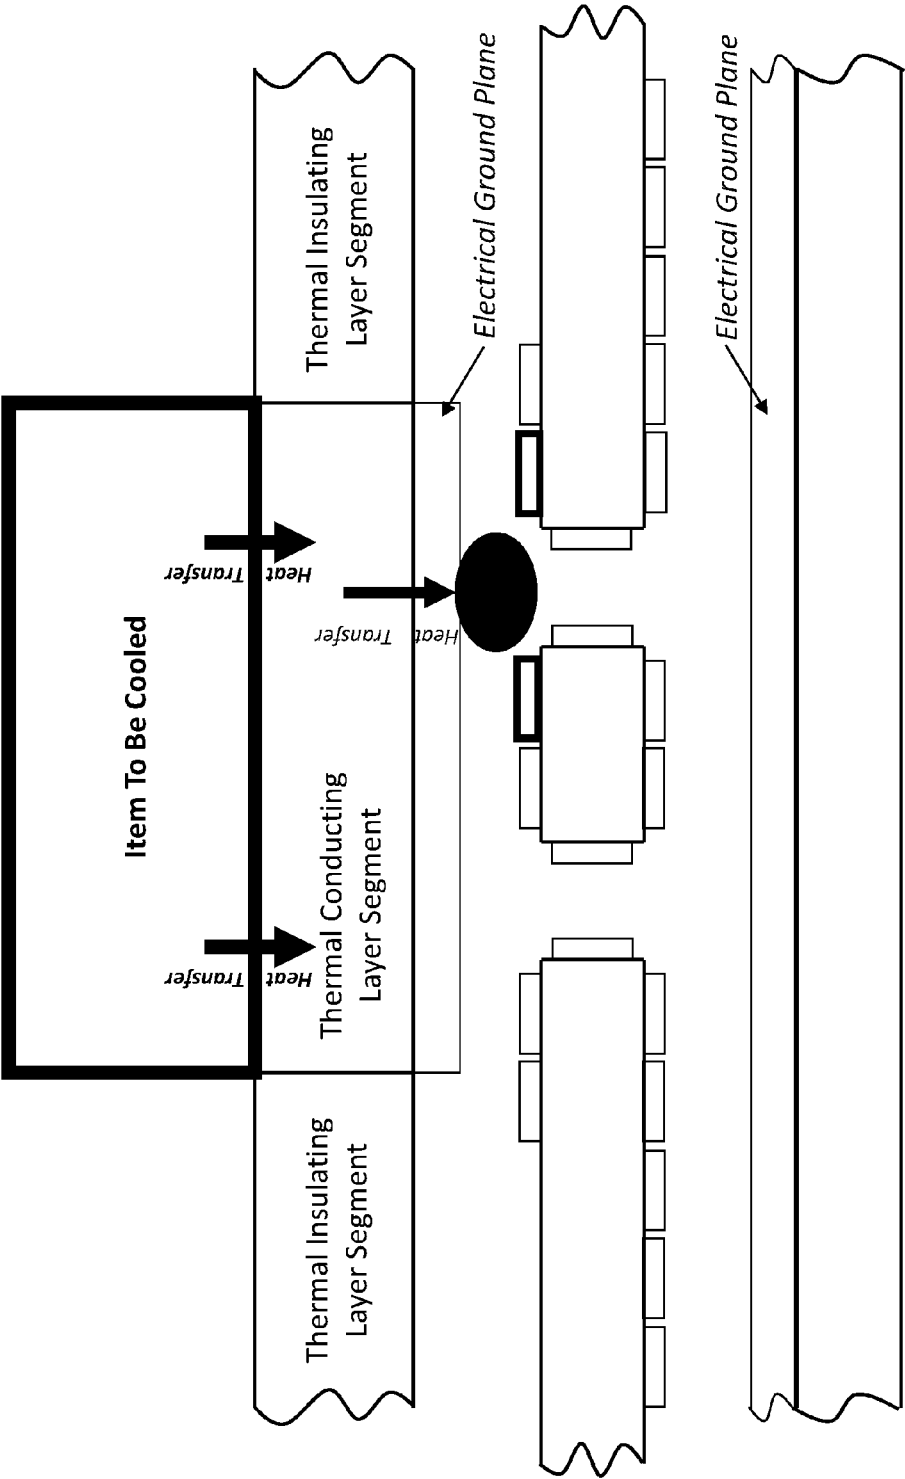 Item To Be Cooled
Heat Transfer
Heat Transfer
Heat Transfer
Thermal Insulating
Layer Segment
Thermal Conducting
Layer Segment
Thermal Insulating
Layer Segment
Electrical Ground Plane
Electrical Ground Plane